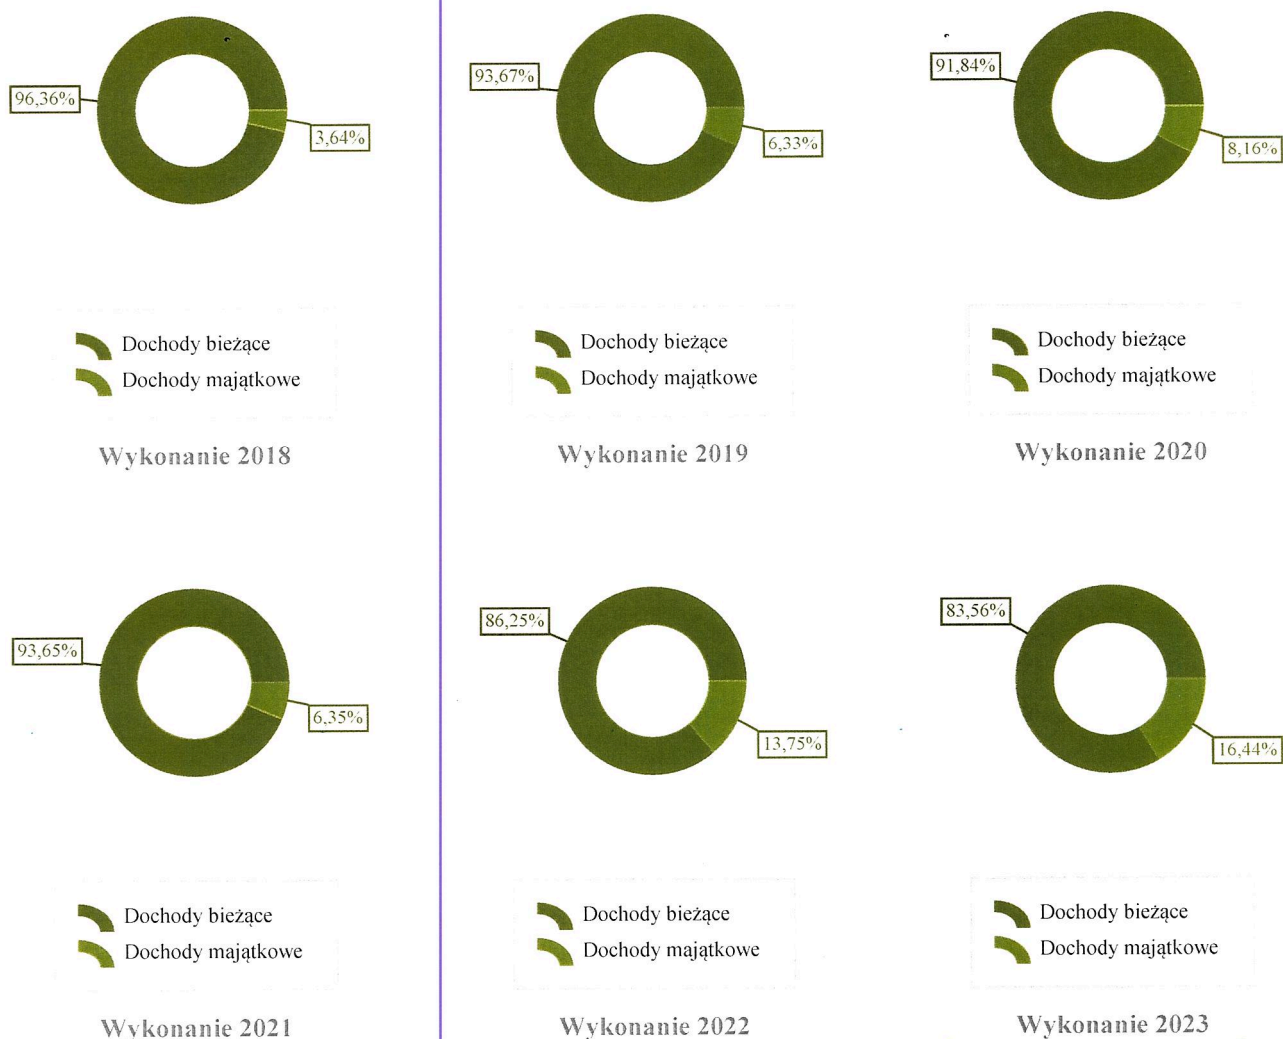 96,36%
3,64%
Dochody bieżące
Dochody majątkowe
Wykonanie 2018
93,67%
6,33%
Dochody bieżące
Dochody majątkowe
Wykonanie 2019
91,84%
8,16%
Dochody bieżące
Dochody majątkowe
Wykonanie 2020
93,65%
6,35%
Dochody bieżące
Dochody majątkowe
Wykonanie 2021
86,25%
13,75%
Dochody bieżące
Dochody majątkowe
Wykonanie 2022
83,56%
16,44%
Dochody bieżące
Dochody majątkowe
Wykonanie 2023